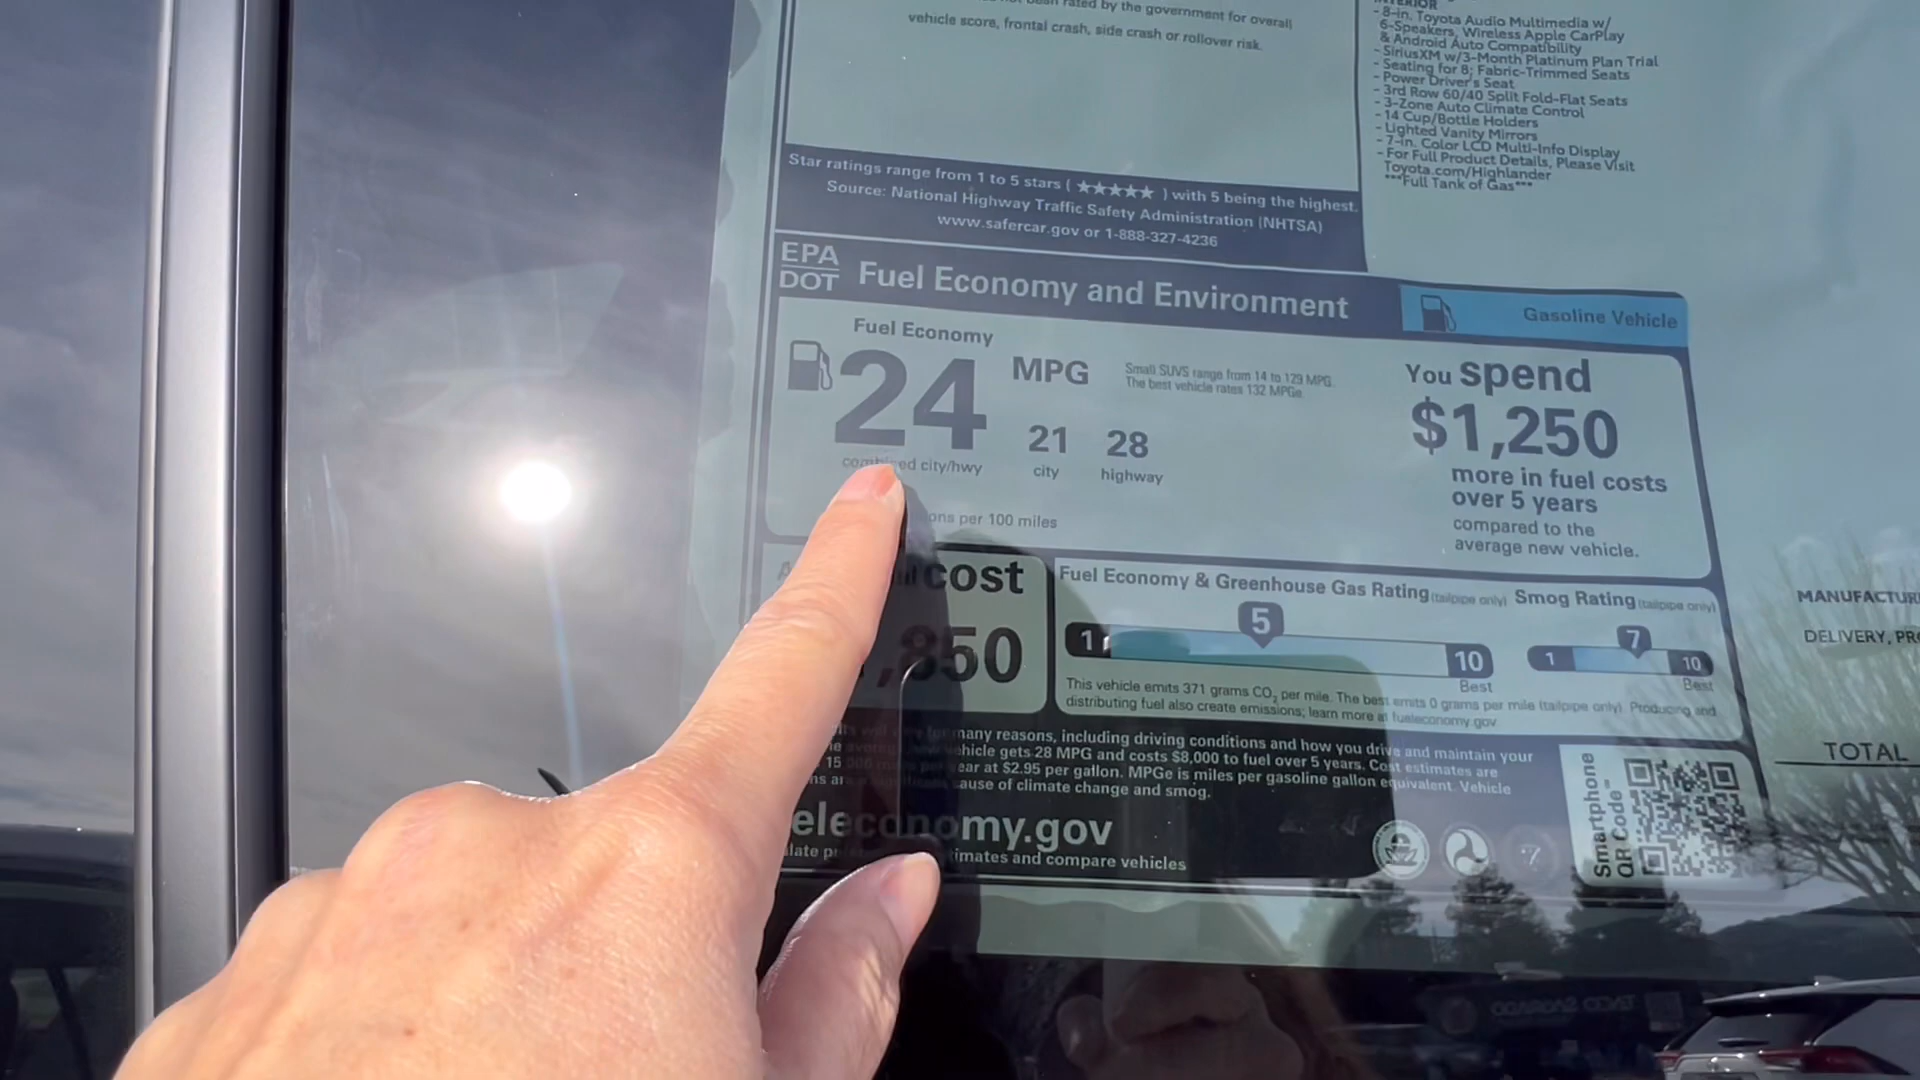 rated by the government for overall
vehicle score, frontal crash, side crash or rollover risk.
Star ratings range from 1 to 5 stars ( ★★★★★ ) with 5 being the highest.
Source: National Highway Traffic Safety Administration (NHTSA)
www.safercar.gov or 1-888-327-4236
INTERIOR
- 8-in. Toyota Audio Multimedia w/
6-Speakers, Wireless Apple CarPlay
& Android Auto Compatibility
- SiriusXM w/3-Month Platinum Plan Trial
- Seating for 8; Fabric-Trimmed Seats
- Power Driver's Seat
- 3rd Row 60/40 Split Fold-Flat Seats
- 3-Zone Auto Climate Control
- 14 Cup/Bottle Holders
- Lighted Vanity Mirrors
- 7-in. Color LCD Multi-Info Display
- For Full Product Details, Please Visit
Toyota.com/Highlander
***Full Tank of Gas***
EPA
DOT
Fuel Economy and Environment
Gasoline Vehicle
Fuel Economy
24
MPG
combined city/hwy
21
city
28
highway
Small SUVS range from 14 to 129 MPG.
The best vehicle rates 132 MPGe
You spend
$1,250
more in fuel costs
over 5 years
compared to the
average new vehicle.
per 100 miles
cost
,850
Fuel Economy & Greenhouse Gas Rating (tailpipe only)
1
5
10
Best
Smog Rating (tailpipe only)
1
7
10
Best
This vehicle emits 371 grams CO2 per mile. The best emits 0 grams per mile (tailpipe only). Producing and
distributing fuel also create emissions; learn more at fueleconomy.gov
many reasons, including driving conditions and how you drive and maintain your
vehicle gets 28 MPG and costs $8,000 to fuel over 5 years. Cost estimates are
15 at $2.95 per gallon. MPGe is miles per gasoline gallon equivalent. Vehicle
cause of climate change and smog.
eleconomy.gov
and compare vehicles
Smartphone
QR Code™
MANUFACTUR
DELIVERY, PR
TOTAL